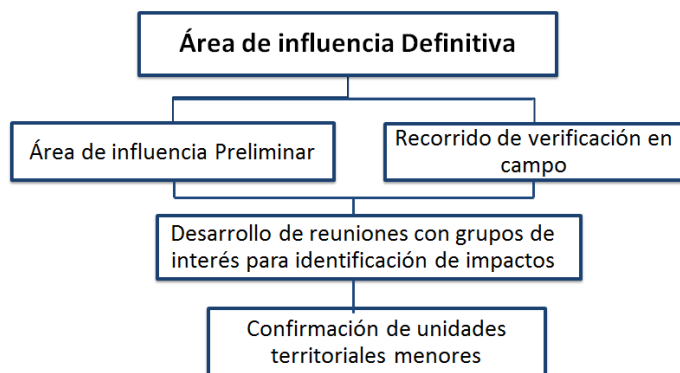 Área de influencia Definitiva
Área de influencia Preliminar
Recorrido de verificación en
campo
Desarrollo de reuniones con grupos de
interés para identificación de impactos
Confirmación de unidades
territoriales menores